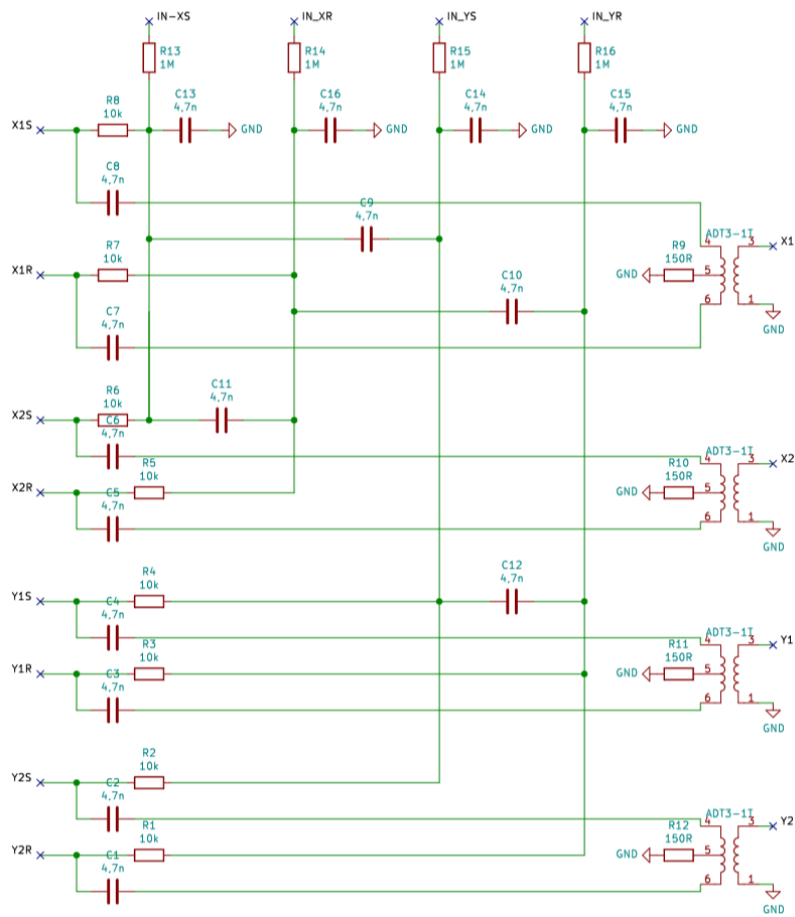 IN-XS
IN_XR
IN_YS
IN_YR
R13
1M
R14
1M
R15
1M
R16
1M
C13
4,7n
GND
C16
4,7n
GND
C14
4,7n
GND
C15
4,7n
GND
X1S
R8
10k
C8
4,7n
C9
4,7n
ADT3-1T
4
3
X1
X1R
R7
10k
R9
150R
GND
5
C10
4,7n
6
1
GND
C7
4,7n
X2S
R6
10k
C6
4,7n
C11
4,7n
ADT3-1T
4
3
X2
X2R
R5
10k
C5
4,7n
R10
150R
GND
5
6
1
GND
Y1S
R4
10k
C4
4,7n
C12
4,7n
ADT3-1T
4
3
Y1
Y1R
R3
10k
C3
4,7n
R11
150R
GND
5
6
1
GND
Y2S
R2
10k
C2
4,7n
ADT3-1T
4
3
Y2
Y2R
R1
10k
C1
4,7n
R12
150R
GND
5
6
1
GND